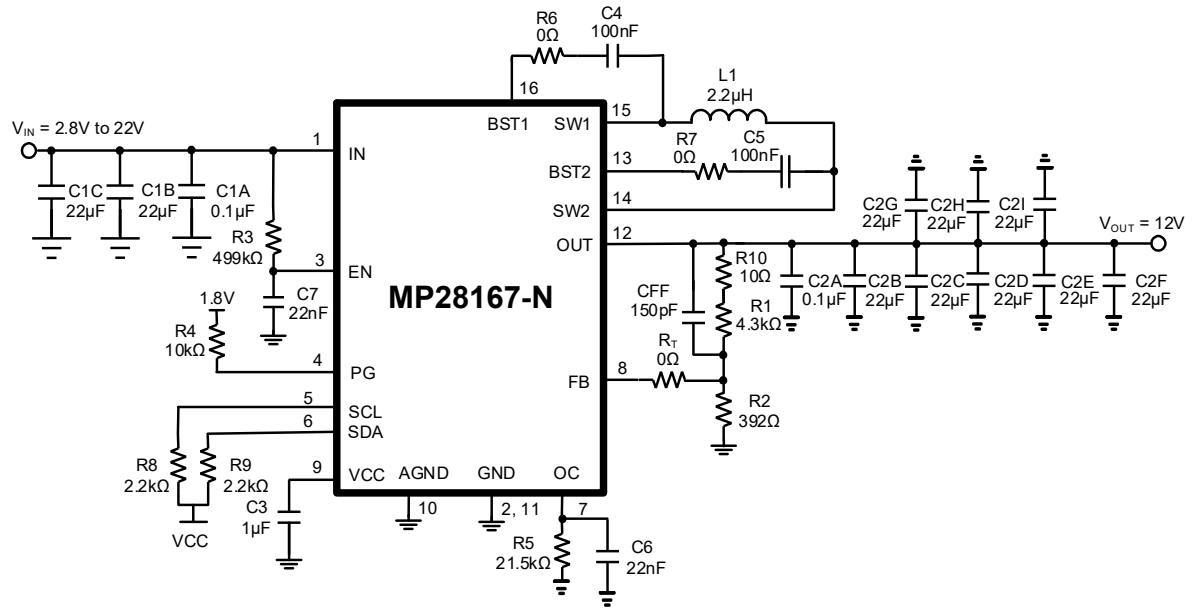 R6
0Ω
C4
100nF
16
L1
2.2µH
V_IN = 2.8V to 22V
1
IN
BST1
SW1
15
R7
0Ω
C5
100nF
BST2
13
SW2
14
C1C
22µF
C1B
22µF
C1A
0.1µF
C2G
22µF
C2H
22µF
C2I
22µF
V_OUT = 12V
OUT
12
R3
499kΩ
3
EN
MP28167-N
R10
10Ω
CFF
150pF
R1
4.3kΩ
C2A
0.1µF
C2B
22µF
C2C
22µF
C2D
22µF
C2E
22µF
C2F
22µF
C7
22nF
1.8V
R4
10kΩ
4
PG
R_T
0Ω
FB
8
R2
392Ω
5
SCL
6
SDA
R8
2.2kΩ
R9
2.2kΩ
9
VCC
AGND
GND
OC
C3
1µF
VCC
10
2, 11
7
R5
21.5kΩ
C6
22nF